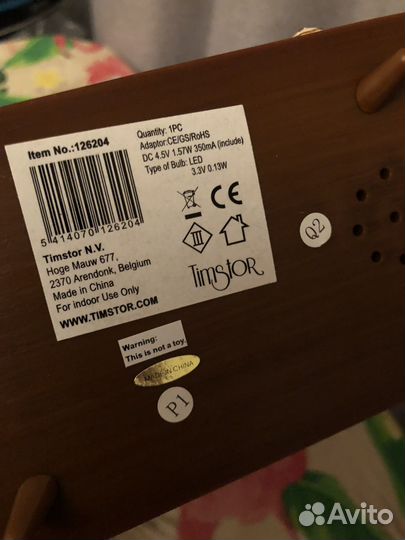 Item No.:126204
5 414070 126204
Timstor N.V.
Hoge Mauw 677,
2370 Arendonk, Belgium
Made in China
For indoor Use Only
WWW.TIMSTOR.COM
Quantity: 1PC
Adaptor:CE/GS/RoHS
DC 4.5V 1.57W 350mA (include)
Type of Bulb: LED
3.3V 0.13W
CE
III
TIMSTOR
Q2
Warning:
This is not a toy.
MADE IN CHINA
P1
Avito